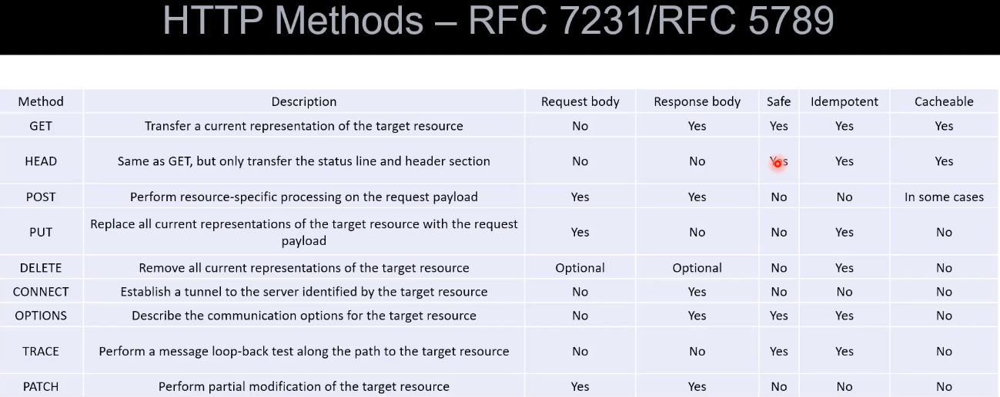 HTTP Methods – RFC 7231/RFC 5789
Method Description Request body Response body Safe Idempotent Cacheable
GET Transfer a current representation of the target resource No Yes Yes Yes Yes
HEAD Same as GET, but only transfer the status line and header section No No Yes Yes Yes
POST Perform resource-specific processing on the request payload Yes Yes No No In some cases
PUT Replace all current representations of the target resource with the request
payload Yes No No Yes No
DELETE Remove all current representations of the target resource Optional Optional No Yes No
CONNECT Establish a tunnel to the server identified by the target resource No Yes No No No
OPTIONS Describe the communication options for the target resource No Yes Yes Yes No
TRACE Perform a message loop-back test along the path to the target resource No No Yes Yes No
PATCH Perform partial modification of the target resource Yes Yes No No No